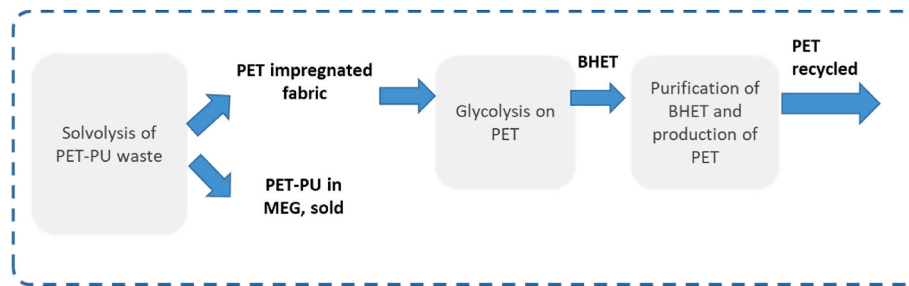 Solvolysis of
PET-PU waste
PET impregnated
fabric
PET-PU in
MEG, sold
Glycolysis on
PET
BHET
Purification of
BHET and
production of
PET
PET
recycled